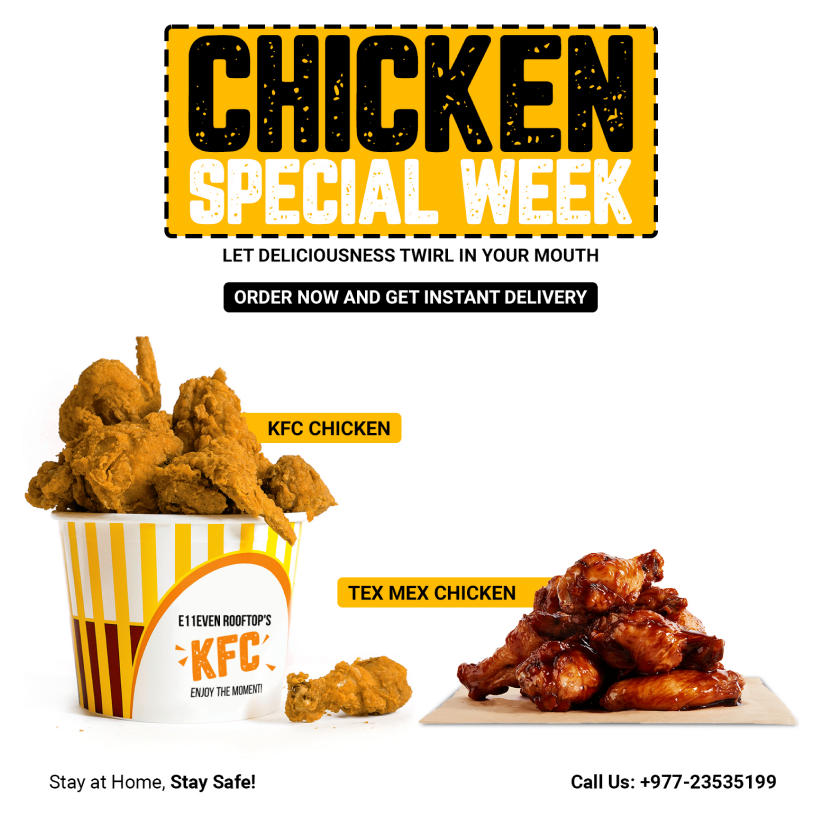 CHICKEN
SPECIAL WEEK
LET DELICIOUSNESS TWIRL IN YOUR MOUTH
ORDER NOW AND GET INSTANT DELIVERY
KFC CHICKEN
TEX MEX CHICKEN
E11EVEN ROOFTOP'S
KFC
ENJOY THE MOMENT!
Stay at Home, Stay Safe!
Call Us: +977-23535199